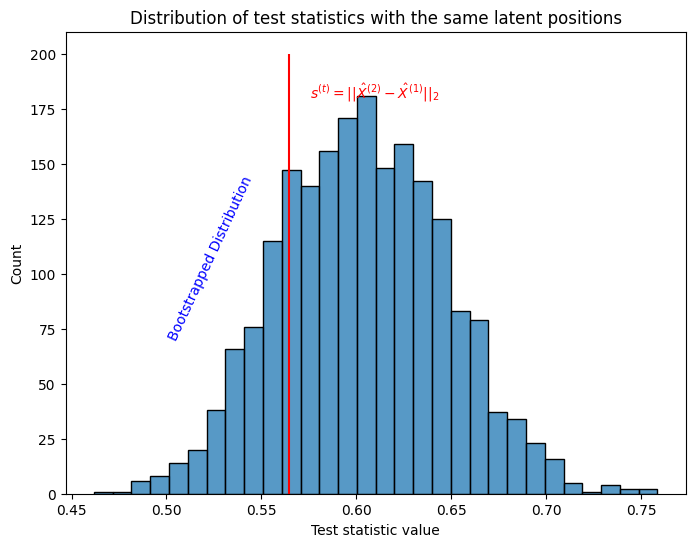 Distribution of test statistics with the same latent positions
200
175
150
125
100
75
50
25
0
Count
s^(t) = ||X̂^(2) − X̂^(1)||_2
Bootstrapped Distribution
0.45 0.50 0.55 0.60 0.65 0.70 0.75
Test statistic value